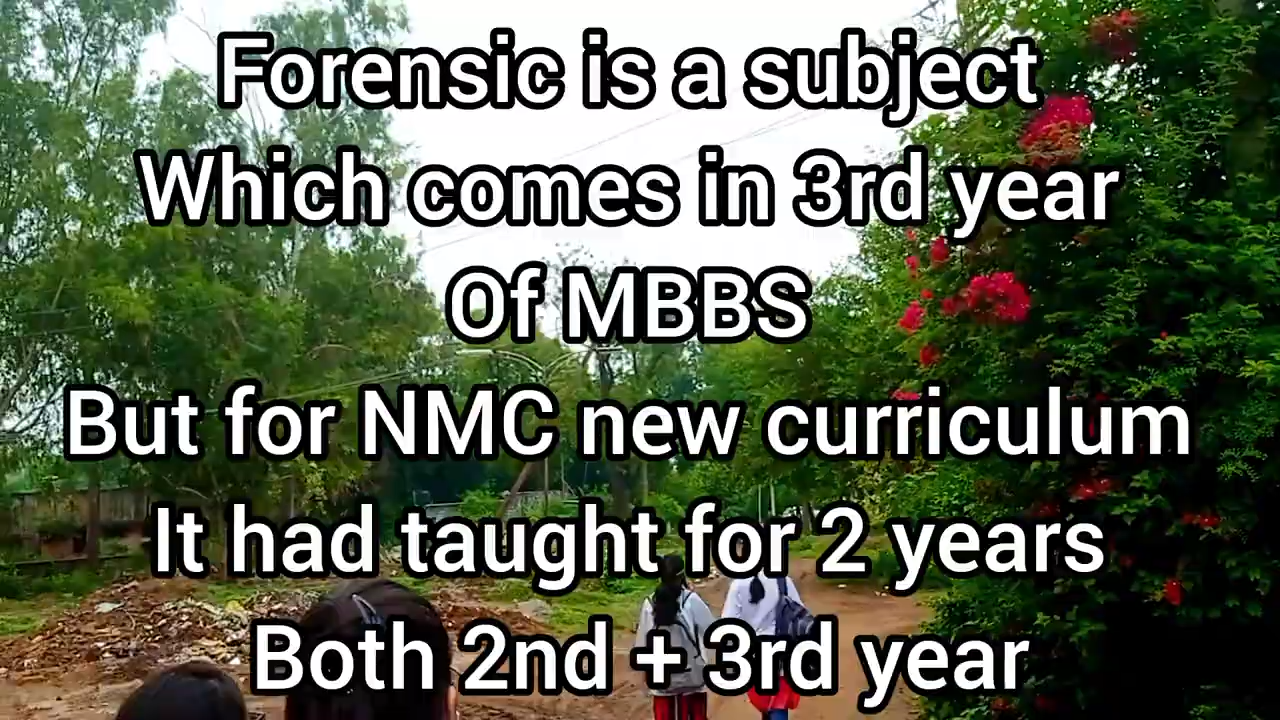 Forensic is a subject
Which comes in 3rd year
Of MBBS
But for NMC new curriculum
It had taught for 2 years
Both 2nd + 3rd year